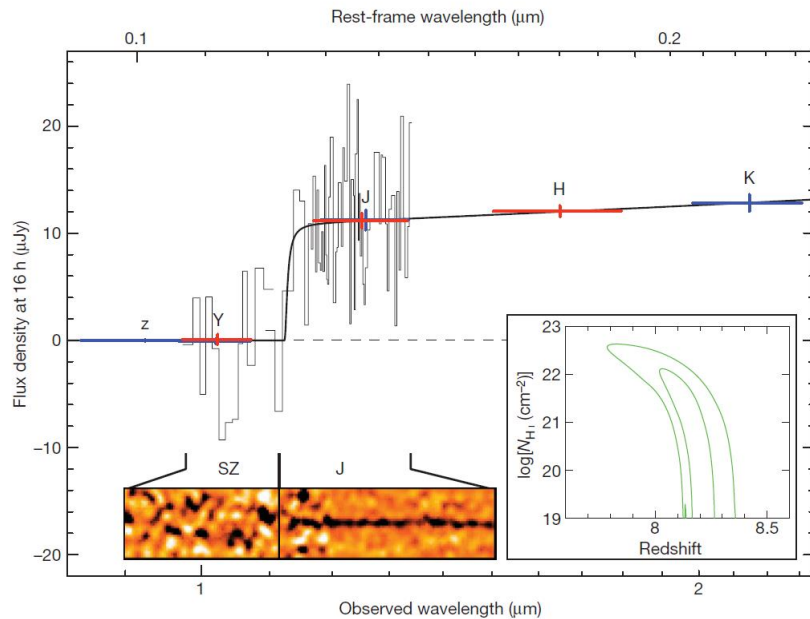 Rest-frame wavelength (μm)
0.1 0.2
Flux density at 16 h (μJy)
20
10
0
−10
−20
z
Y
J
H
K
SZ J
log[N_H I (cm⁻²)]
23
22
21
20
19
8 8.5
Redshift
1 2
Observed wavelength (μm)